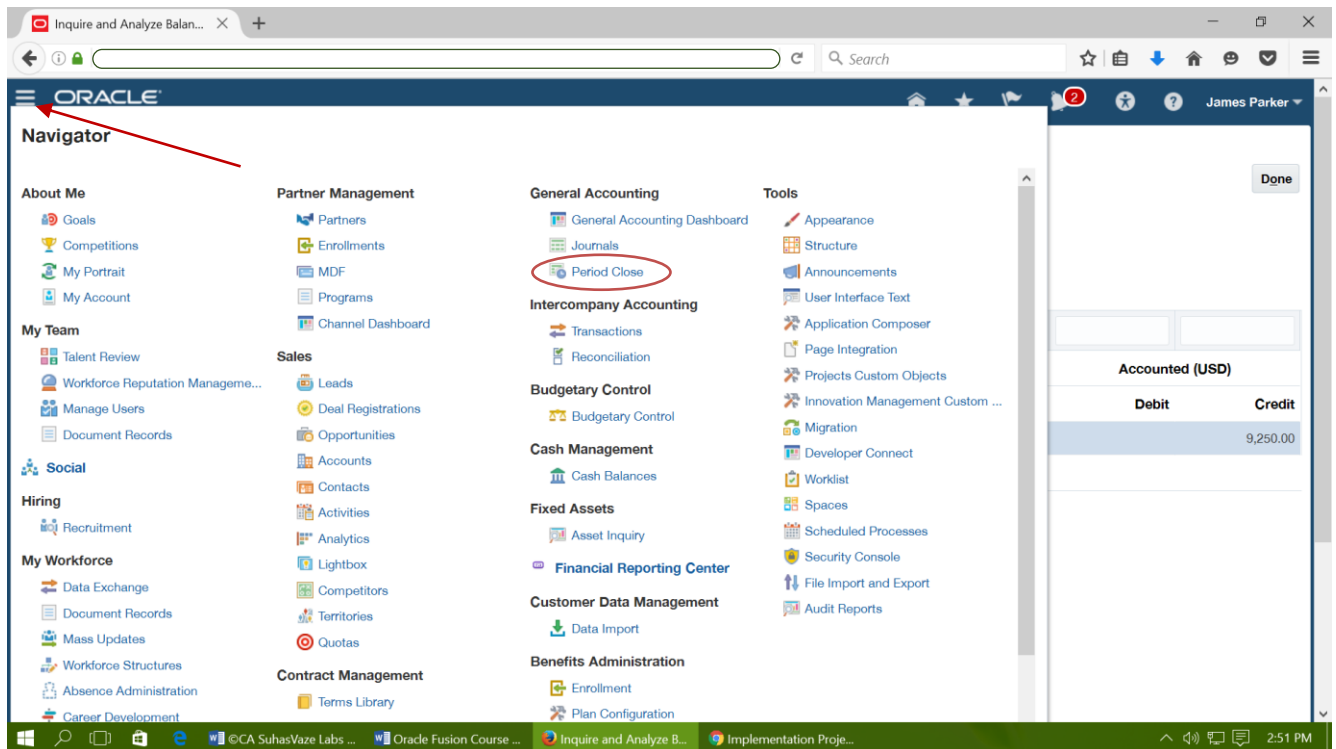 Inquire and Analyze Balan...
Search
ORACLE
2
James Parker
Navigator
Done
About Me
Goals
Competitions
My Portrait
My Account
My Team
Talent Review
Workforce Reputation Manageme...
Manage Users
Document Records
Social
Hiring
Recruitment
My Workforce
Data Exchange
Document Records
Mass Updates
Workforce Structures
Absence Administration
Career Development
Partner Management
Partners
Enrollments
MDF
Programs
Channel Dashboard
Sales
Leads
Deal Registrations
Opportunities
Accounts
Contacts
Activities
Analytics
Lightbox
Competitors
Territories
Quotas
Contract Management
Terms Library
General Accounting
General Accounting Dashboard
Journals
Period Close
Intercompany Accounting
Transactions
Reconciliation
Budgetary Control
Budgetary Control
Cash Management
Cash Balances
Fixed Assets
Asset Inquiry
Financial Reporting Center
Customer Data Management
Data Import
Benefits Administration
Enrollment
Plan Configuration
Tools
Appearance
Structure
Announcements
User Interface Text
Application Composer
Page Integration
Projects Custom Objects
Innovation Management Custom ...
Migration
Developer Connect
Worklist
Spaces
Scheduled Processes
Security Console
File Import and Export
Audit Reports
Accounted (USD)
Debit Credit
9,250.00
©CA SuhasVaze Labs ...
Oracle Fusion Course ...
Inquire and Analyze B...
Implementation Proje...
2:51 PM